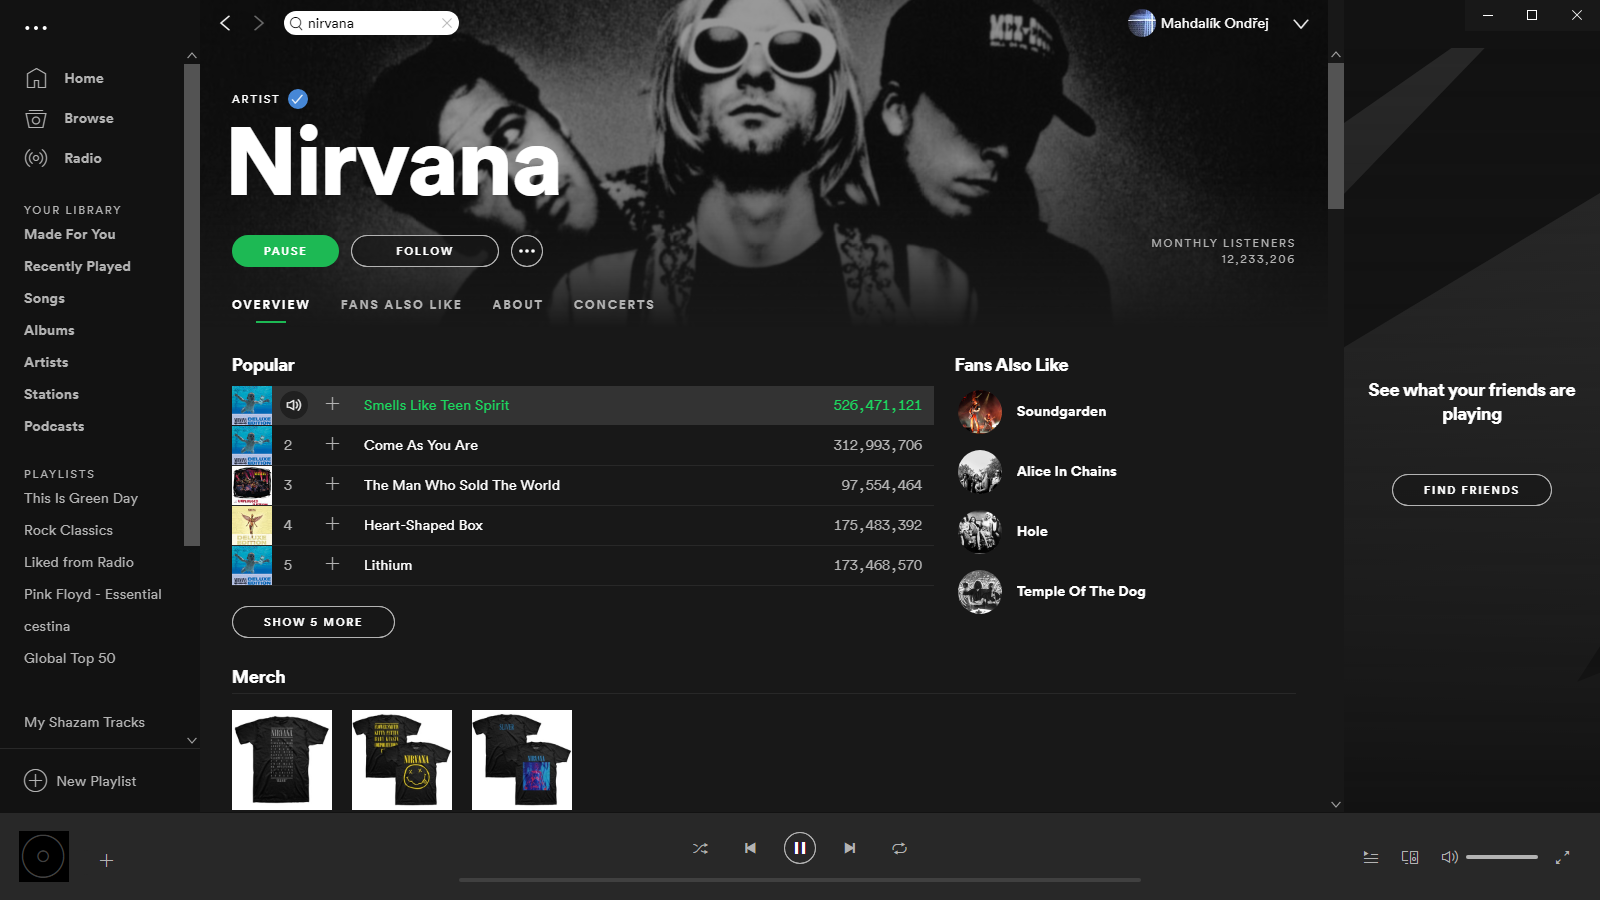 nirvana
Mahdalík Ondřej
Home
Browse
Radio
YOUR LIBRARY
Made For You
Recently Played
Songs
Albums
Artists
Stations
Podcasts
PLAYLISTS
This Is Green Day
Rock Classics
Liked from Radio
Pink Floyd - Essential
cestina
Global Top 50
My Shazam Tracks
New Playlist
ARTIST
Nirvana
PAUSE
FOLLOW
MONTHLY LISTENERS
12,233,206
OVERVIEW
FANS ALSO LIKE
ABOUT
CONCERTS
Popular
Smells Like Teen Spirit 526,471,121
2 Come As You Are 312,993,706
3 The Man Who Sold The World 97,554,464
4 Heart-Shaped Box 175,483,392
5 Lithium 173,468,570
SHOW 5 MORE
Fans Also Like
Soundgarden
Alice In Chains
Hole
Temple Of The Dog
Merch
NIRVANA
NIRVANA
NIRVANA
See what your friends are
playing
FIND FRIENDS